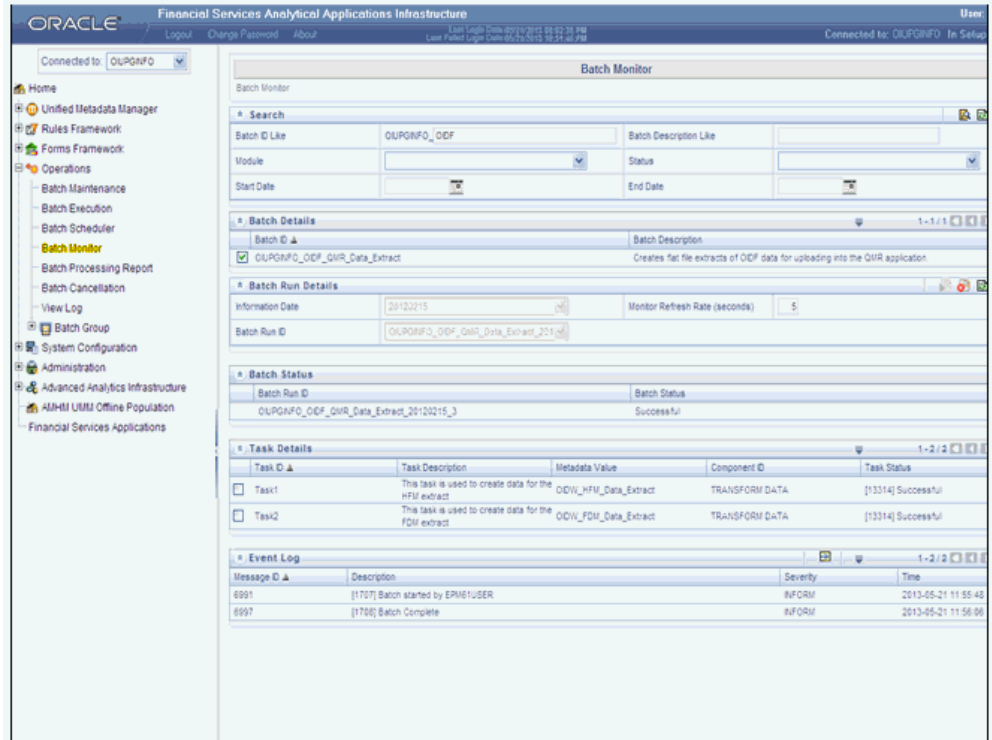 ORACLE
Financial Services Analytical Applications Infrastructure
User:
Logout Change Password About
Last Login Date
Last Failed Login Date
Connected to: OIUPGINFO In Setup
Connected to: OIUPGINFO
Home
Unified Metadata Manager
Rules Framework
Forms Framework
Operations
Batch Maintenance
Batch Execution
Batch Scheduler
Batch Monitor
Batch Processing Report
Batch Cancellation
View Log
Batch Group
System Configuration
Administration
Advanced Analytics Infrastructure
AMHM UMM Offline Population
Financial Services Applications
Batch Monitor
Batch Monitor
Search
Batch ID Like OIUPGINFO_OIDF Batch Description Like
Module Status
Start Date End Date
Batch Details 1-1/1
Batch ID Batch Description
OIUPGINFO_OIDF_QMR_Data_Extract Creates flat file extracts of OIDF data for uploading into the QMR application
Batch Run Details
Information Date 20120215 Monitor Refresh Rate (seconds) 5
Batch Run ID OIUPGINFO_OIDF_QMR_Data_Extract_201
Batch Status
Batch Run ID Batch Status
OIUPGINFO_OIDF_QMR_Data_Extract_20120215_3 Successful
Task Details 1-2/2
Task ID Task Description Metadata Value Component ID Task Status
Task1 This task is used to create data for the HFM extract OIDW_HFM_Data_Extract TRANSFORM DATA [13314] Successful
Task2 This task is used to create data for the FDM extract OIDW_FDM_Data_Extract TRANSFORM DATA [13314] Successful
Event Log 1-2/2
Message ID Description Severity Time
6991 [1707] Batch started by EPM61USER INFORM 2013-05-21 11:55:48
6997 [1708] Batch Complete INFORM 2013-05-21 11:56:06